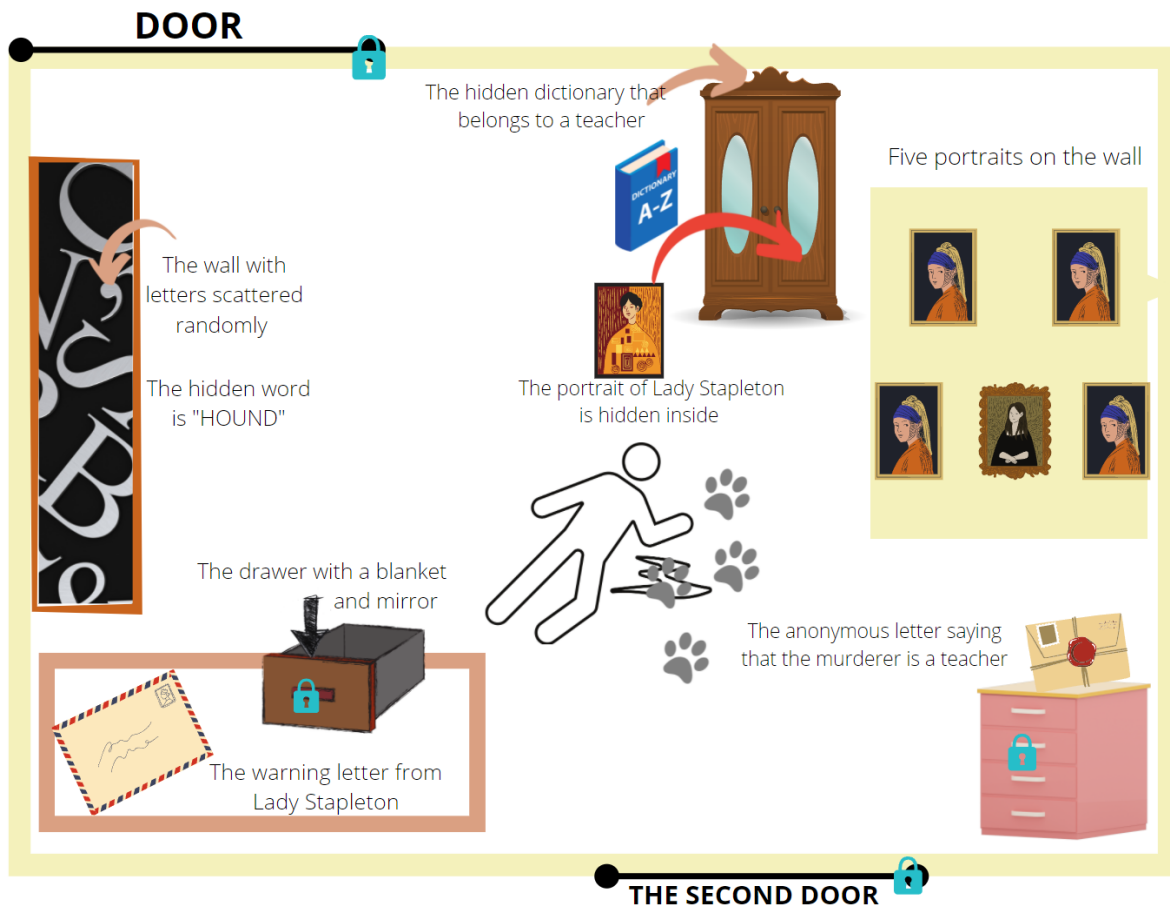 DOOR
The hidden dictionary that
belongs to a teacher
DICTIONARY
A-Z
Five portraits on the wall
The wall with
letters scattered
randomly
The hidden word
is "HOUND"
The portrait of Lady Stapleton
is hidden inside
The drawer with a blanket
and mirror
The anonymous letter saying
that the murderer is a teacher
The warning letter from
Lady Stapleton
THE SECOND DOOR